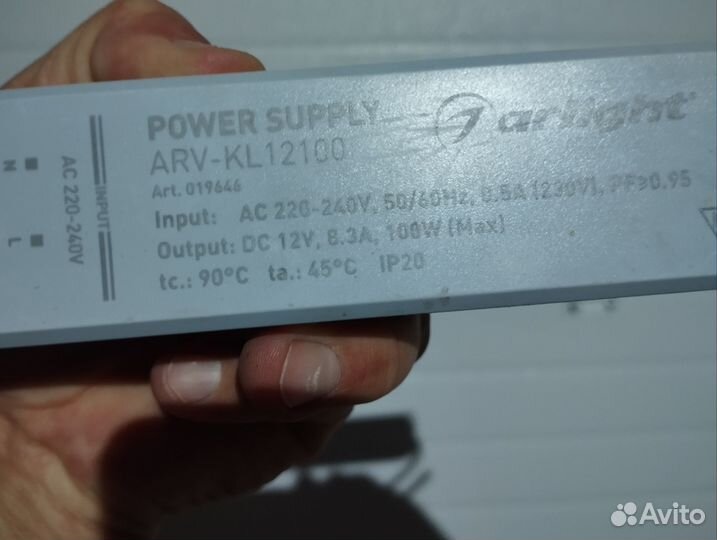 POWER SUPPLY
arlight
ARV-KL12100
Art. 019646
Input: AC 220-240V, 50/60Hz, 0.5A (230V), PF≥0.95
Output: DC 12V, 8.3A, 100W (Max)
tc.: 90°C ta.: 45°C IP20
N
L
AC 220-240V
INPUT
Avito